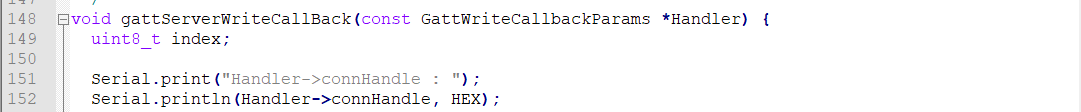 148 void gattServerWriteCallBack(const GattWriteCallbackParams *Handler) {
149 uint8_t index;
150
151 Serial.print("Handler->connHandle : ");
152 Serial.println(Handler->connHandle, HEX);